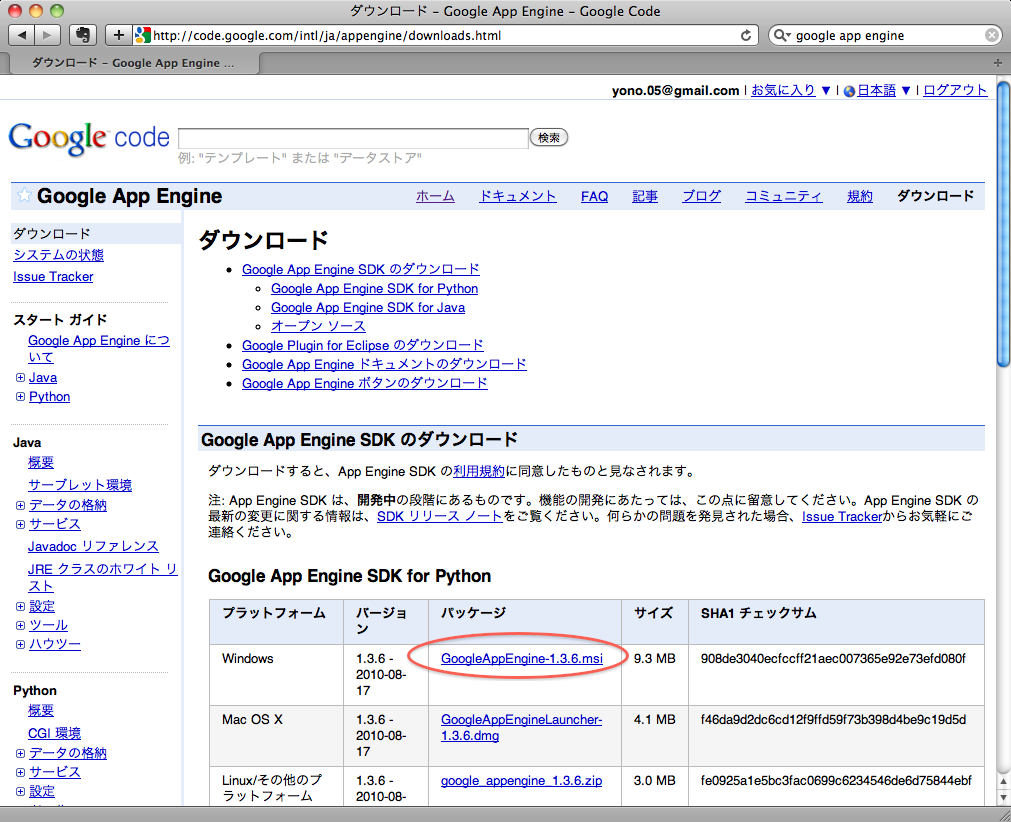 ダウンロード – Google App Engine – Google Code
http://code.google.com/intl/ja/appengine/downloads.html
google app engine
ダウンロード – Google App Engine ...
yono.05@gmail.com | お気に入り ▼ | 日本語 ▼ | ログアウト
Google code
検索
例: "テンプレート" または "データストア"
Google App Engine
ホーム ドキュメント FAQ 記事 ブログ コミュニティ 規約 ダウンロード
ダウンロード
システムの状態
Issue Tracker
スタート ガイド
Google App Engine につ
いて
Java
Python
Java
概要
サーブレット環境
データの格納
サービス
Javadoc リファレンス
JRE クラスのホワイト リ
スト
設定
ツール
ハウツー
Python
概要
CGI 環境
データの格納
サービス
設定
ダウンロード
Google App Engine SDK のダウンロード
Google App Engine SDK for Python
Google App Engine SDK for Java
オープン ソース
Google Plugin for Eclipse のダウンロード
Google App Engine ドキュメントのダウンロード
Google App Engine ボタンのダウンロード
Google App Engine SDK のダウンロード
ダウンロードすると、App Engine SDK の利用規約に同意したものと見なされます。
注: App Engine SDK は、開発中の段階にあるものです。機能の開発にあたっては、この点に留意してください。App Engine SDK の
最新の変更に関する情報は、SDK リリース ノートをご覧ください。何らかの問題を発見された場合、Issue Trackerからお気軽にご
連絡ください。
Google App Engine SDK for Python
プラットフォーム バージョ パッケージ サイズ SHA1 チェックサム
ン
Windows 1.3.6 - GoogleAppEngine-1.3.6.msi 9.3 MB 908de3040ecfccff21aec007365e92e73efd080f
2010-08-
17
Mac OS X 1.3.6 - GoogleAppEngineLauncher- 4.1 MB f46da9d2dc6cd12f9ffd59f73b398d4be9c19d5d
2010-08- 1.3.6.dmg
17
Linux/その他のプ 1.3.6 - google_appengine_1.3.6.zip 3.0 MB fe0925a1e5bc3fac0699c6234546de6d75844ebf
ラットフォーム 2010-08-